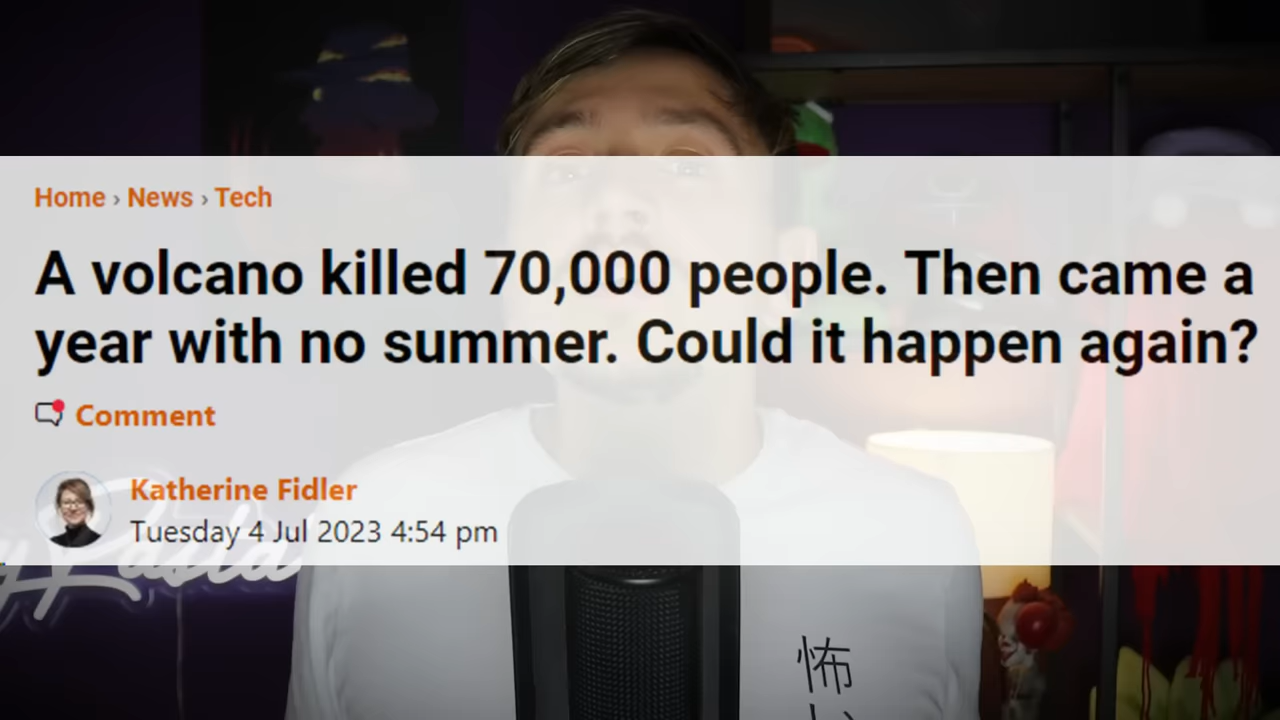 Home › News › Tech
A volcano killed 70,000 people. Then came a
year with no summer. Could it happen again?
Comment
Katherine Fidler
Tuesday 4 Jul 2023 4:54 pm
y Pasta
怖